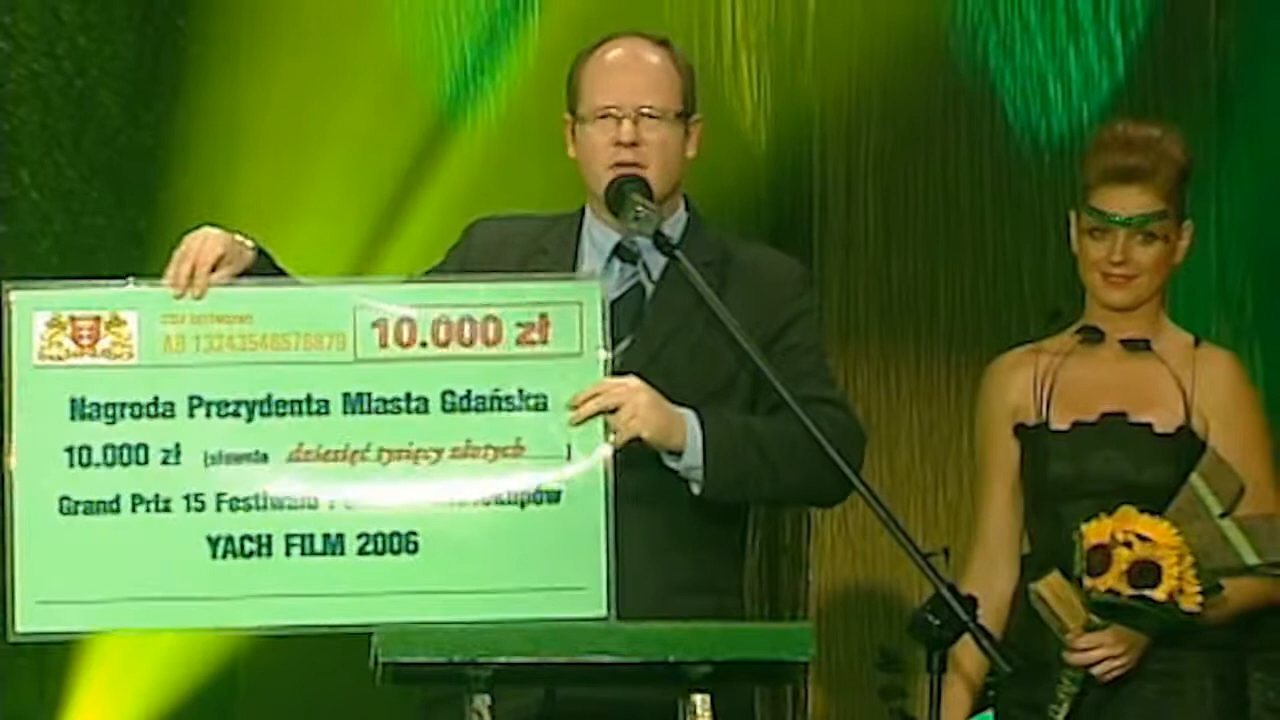 10.000 zł
Nagroda Prezydenta Miasta Gdańska
10.000 zł (słownie dziesięć tysięcy złotych )
Grand Prix 15 Festiwalu
YACH FILM 2006